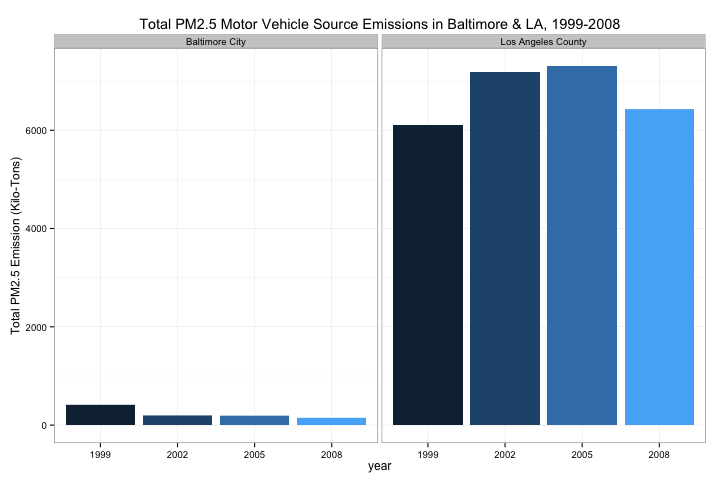 Total PM2.5 Motor Vehicle Source Emissions in Baltimore & LA, 1999-2008
Baltimore City
Los Angeles County
Total PM2.5 Emission (Kilo-Tons)
6000
4000
2000
0
1999 2002 2005 2008
1999 2002 2005 2008
year